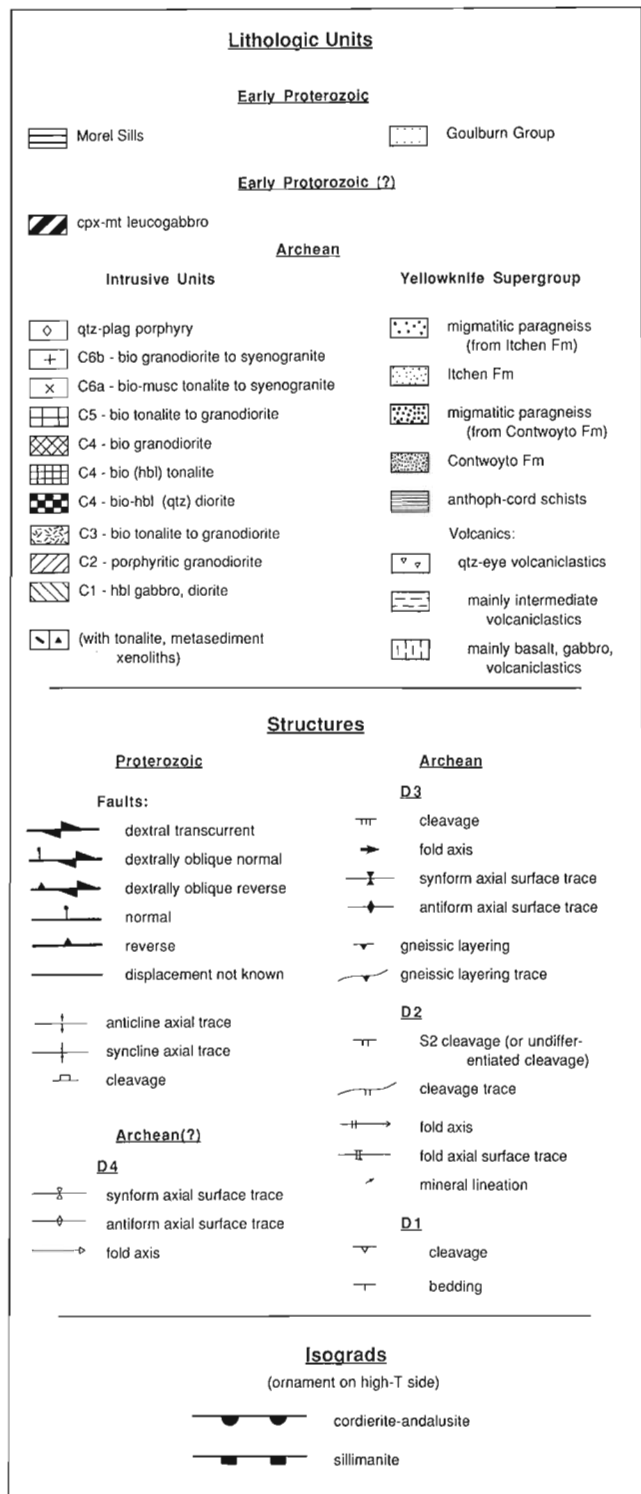 Lithologic Units
Early Proterozoic
Morel Sills
Goulburn Group
Early Protorozoic (?)
cpx-mt leucogabbro
Archean
Intrusive Units
qtz-plag porphyry
C6b - bio granodiorite to syenogranite
C6a - bio-musc tonalite to syenogranite
C5 - bio tonalite to granodiorite
C4 - bio granodiorite
C4 - bio (hbl) tonalite
C4 - bio-hbl (qtz) diorite
C3 - bio tonalite to granodiorite
C2 - porphyritic granodiorite
C1 - hbl gabbro, diorite
(with tonalite, metasediment
xenoliths)
Yellowknife Supergroup
migmatitic paragneiss
(from Itchen Fm)
Itchen Fm
migmatitic paragneiss
(from Contwoyto Fm)
Contwoyto Fm
anthoph-cord schists
Volcanics:
qtz-eye volcaniclastics
mainly intermediate
volcaniclastics
mainly basalt, gabbro,
volcaniclastics
Structures
Proterozoic
Faults:
dextral transcurrent
dextrally oblique normal
dextrally oblique reverse
normal
reverse
displacement not known
anticline axial trace
syncline axial trace
cleavage
Archean(?)
D4
synform axial surface trace
antiform axial surface trace
fold axis
Archean
D3
cleavage
fold axis
synform axial surface trace
antiform axial surface trace
gneissic layering
gneissic layering trace
D2
S2 cleavage (or undiffer-
entiated cleavage)
cleavage trace
fold axis
fold axial surface trace
mineral lineation
D1
cleavage
bedding
Isograds
(ornament on high-T side)
cordierite-andalusite
sillimanite